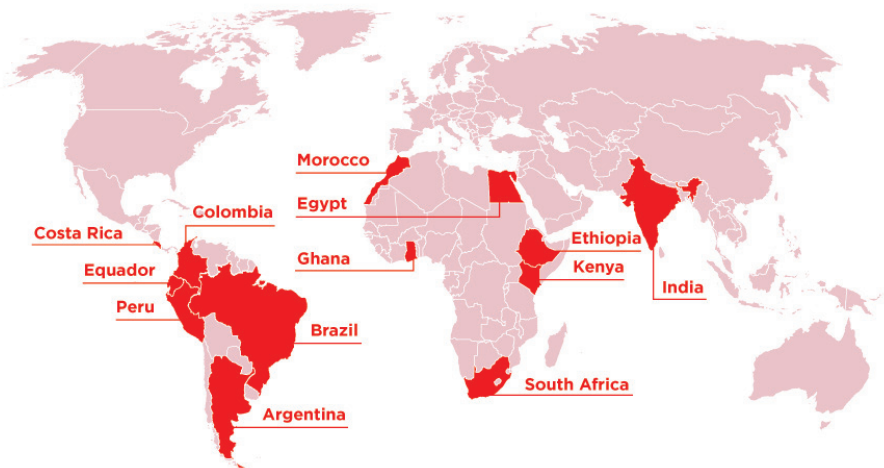 Morocco
Egypt
Colombia
Costa Rica
Ethiopia
Ghana
Equador
Kenya
India
Peru
Brazil
South Africa
Argentina